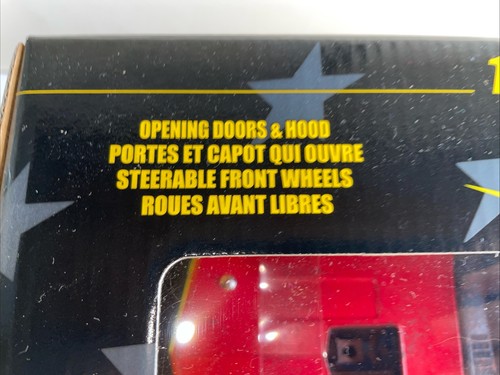 OPENING DOORS & HOOD
PORTES ET CAPOT QUI OUVRE
STEERABLE FRONT WHEELS
ROUES AVANT LIBRES